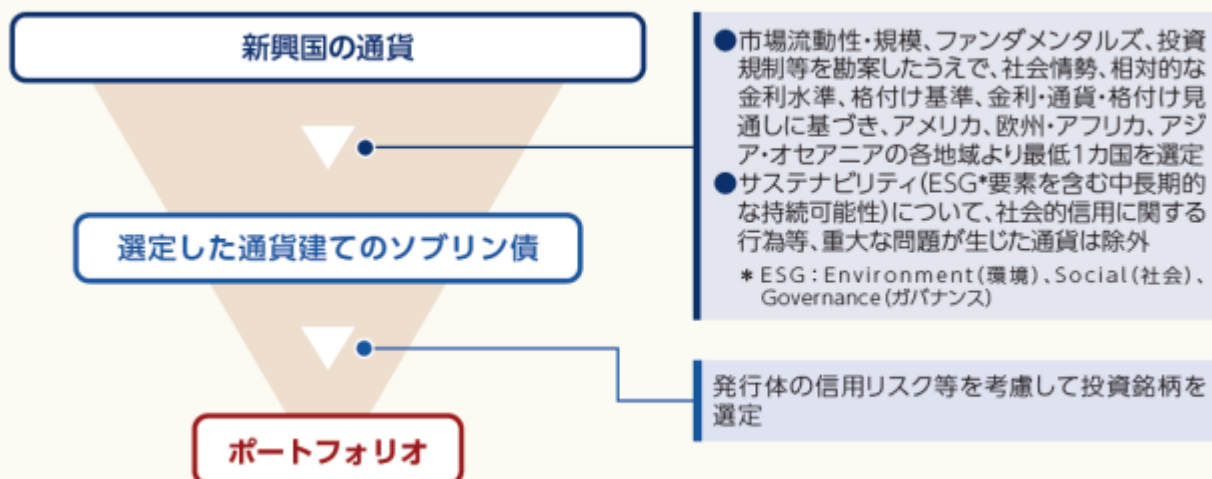 新興国の通貨
●市場流動性・規模、ファンダメンタルズ、投資
規制等を勘案したうえで、社会情勢、相対的な
金利水準、格付け基準、金利・通貨・格付け見
通しに基づき、アメリカ、欧州・アフリカ、アジ
ア・オセアニアの各地域より最低1カ国を選定
●サステナビリティ(ESG*要素を含む中長期的
な持続可能性)について、社会的信用に関する
行為等、重大な問題が生じた通貨は除外
* ESG:Environment(環境)、Social(社会)、
Governance(ガバナンス)
選定した通貨建てのソブリン債
発行体の信用リスク等を考慮して投資銘柄を
選定
ポートフォリオ